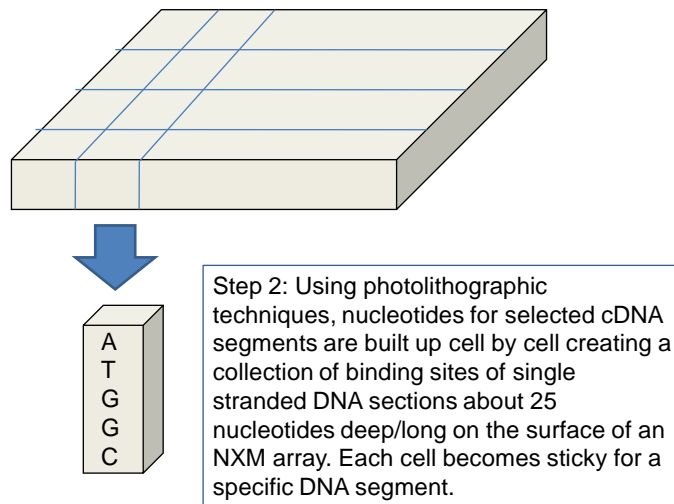 A
T
G
G
C
Step 2: Using photolithographic
techniques, nucleotides for selected cDNA
segments are built up cell by cell creating a
collection of binding sites of single
stranded DNA sections about 25
nucleotides deep/long on the surface of an
NXM array. Each cell becomes sticky for a
specific DNA segment.